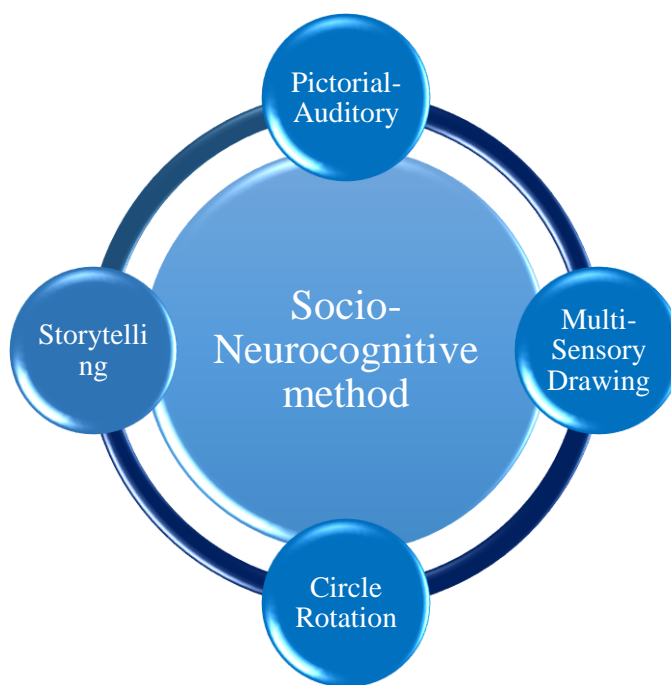 Pictorial-
Auditory
Socio-
Neurocognitive
method
Storytelli
ng
Multi-
Sensory
Drawing
Circle
Rotation